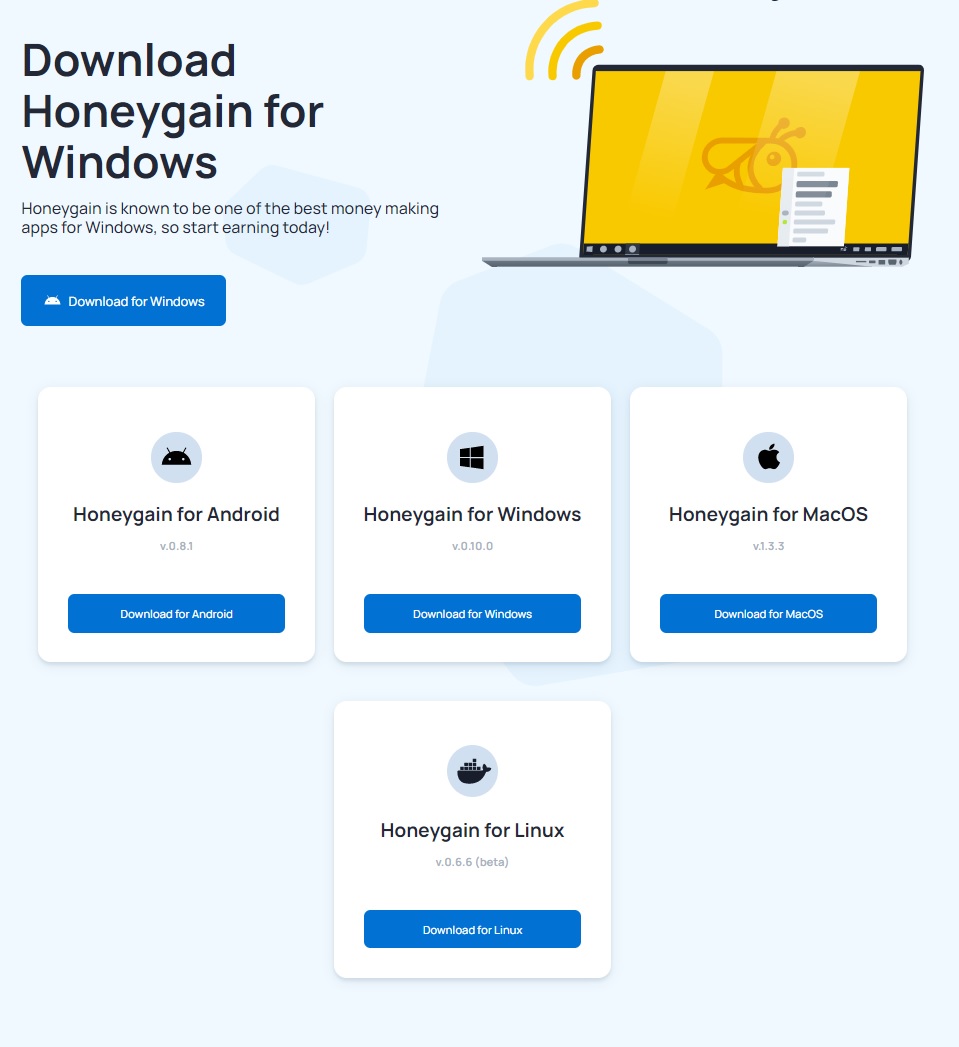 Download
Honeygain for
Windows
Honeygain is known to be one of the best money making
apps for Windows, so start earning today!
Download for Windows
Honeygain for Android
v.0.8.1
Download for Android
Honeygain for Windows
v.0.10.0
Download for Windows
Honeygain for MacOS
v.1.3.3
Download for MacOS
Honeygain for Linux
v.0.6.6 (beta)
Download for Linux